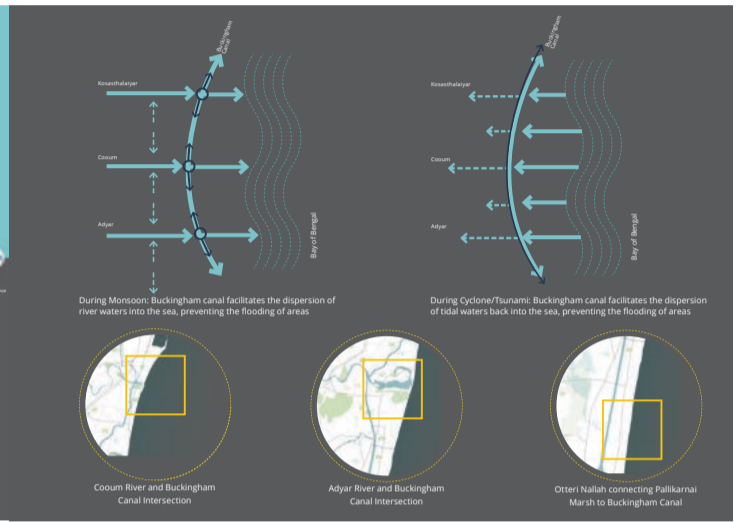 Buckingham
Canal
Kosasthalaiyar
Cooum
Adyar
Bay of Bengal
During Monsoon: Buckingham canal facilitates the dispersion of
river waters into the sea, preventing the flooding of areas
Buckingham
Canal
Kosasthalaiyar
Cooum
Adyar
Bay of Bengal
During Cyclone/Tsunami: Buckingham canal facilitates the dispersion
of tidal waters back into the sea, preventing the flooding of areas
Cooum River and Buckingham
Canal Intersection
Adyar River and Buckingham
Canal Intersection
Otteri Nallah connecting Pallikarnai
Marsh to Buckingham Canal